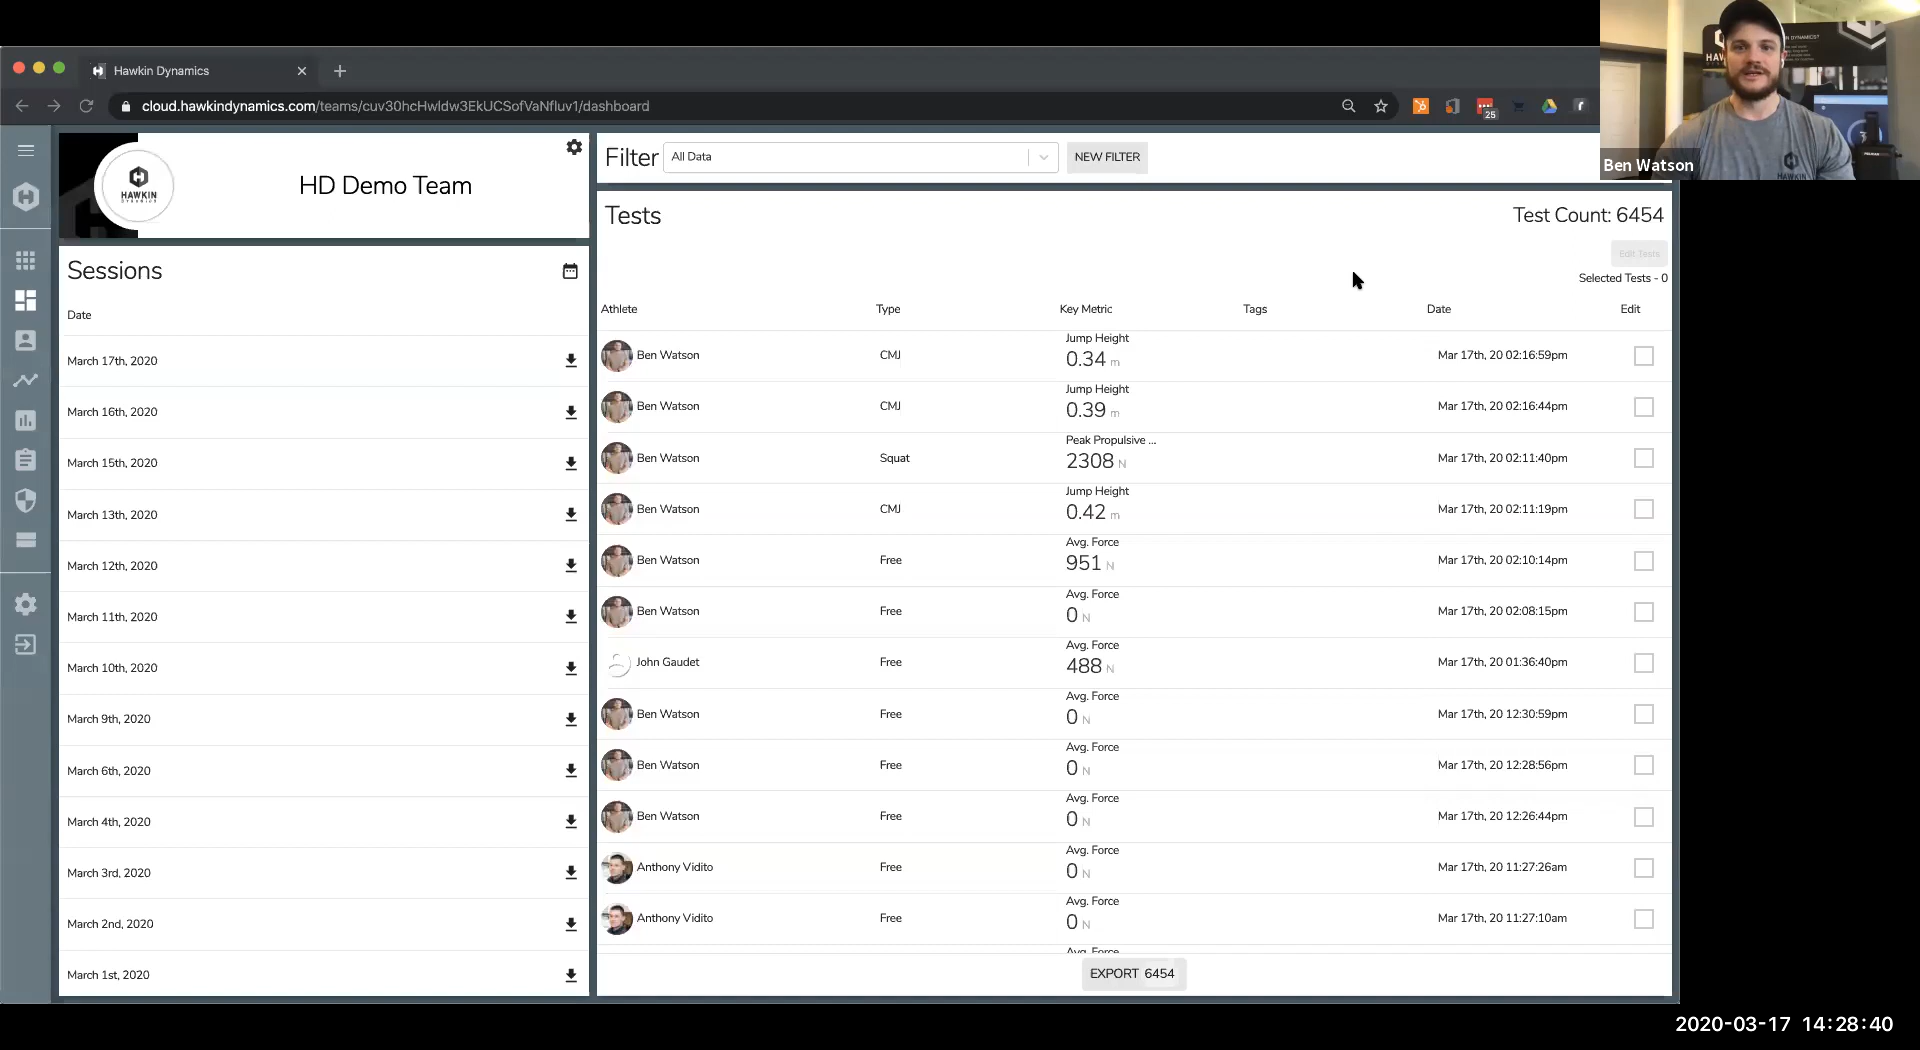 Hawkin Dynamics
cloud.hawkindynamics.com/teams/cuv30hcHwldw3EkUCSofVaNfluv1/dashboard
25
Ben Watson
HAWKIN
DYNAMICS
HD Demo Team
Filter All Data NEW FILTER
Sessions
Date
March 17th, 2020
March 16th, 2020
March 15th, 2020
March 13th, 2020
March 12th, 2020
March 11th, 2020
March 10th, 2020
March 9th, 2020
March 6th, 2020
March 4th, 2020
March 3rd, 2020
March 2nd, 2020
March 1st, 2020
Tests Test Count: 6454
Edit Tests
Selected Tests - 0
Athlete Type Key Metric Tags Date Edit
Jump Height
Ben Watson CMJ 0.34 m Mar 17th, 20 02:16:59pm
Jump Height
Ben Watson CMJ 0.39 m Mar 17th, 20 02:16:44pm
Peak Propulsive ...
Ben Watson Squat 2308 N Mar 17th, 20 02:11:40pm
Jump Height
Ben Watson CMJ 0.42 m Mar 17th, 20 02:11:19pm
Avg. Force
Ben Watson Free 951 N Mar 17th, 20 02:10:14pm
Avg. Force
Ben Watson Free 0 N Mar 17th, 20 02:08:15pm
Avg. Force
John Gaudet Free 488 N Mar 17th, 20 01:36:40pm
Avg. Force
Ben Watson Free 0 N Mar 17th, 20 12:30:59pm
Avg. Force
Ben Watson Free 0 N Mar 17th, 20 12:28:56pm
Avg. Force
Ben Watson Free 0 N Mar 17th, 20 12:26:44pm
Avg. Force
Anthony Vidito Free 0 N Mar 17th, 20 11:27:26am
Avg. Force
Anthony Vidito Free 0 N Mar 17th, 20 11:27:10am
Avg. Force
EXPORT 6454
2020-03-17 14:28:40